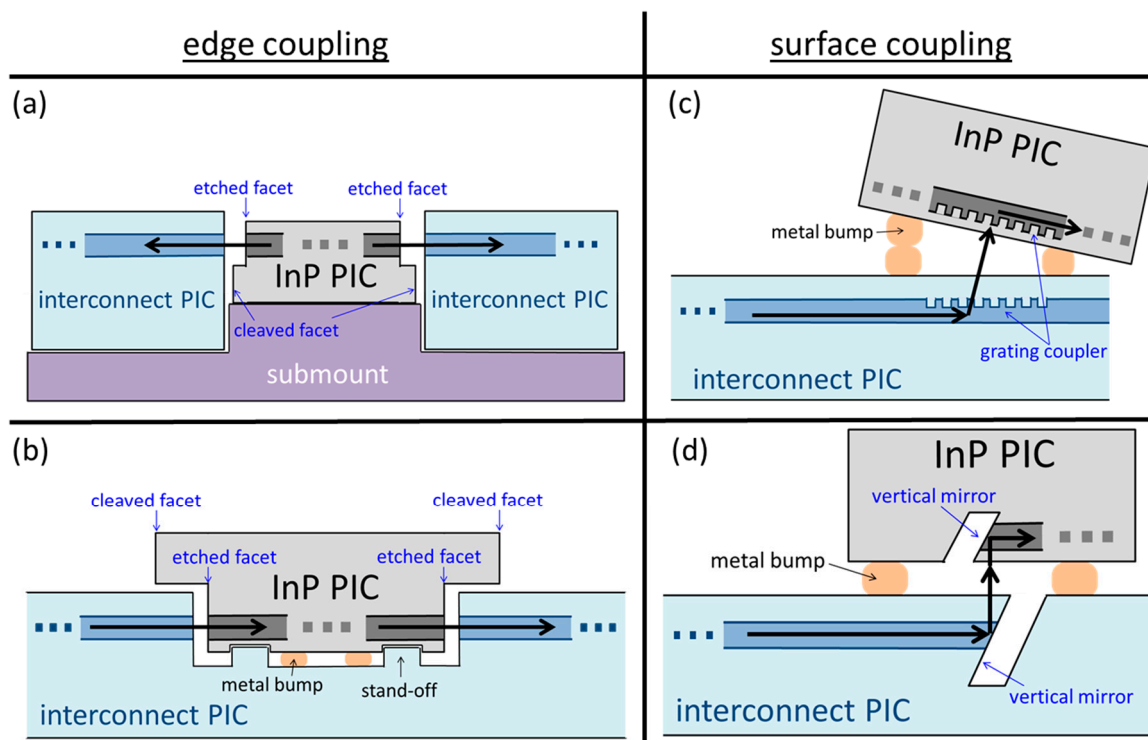 edge coupling
surface coupling
(a)
etched facet
etched facet
InP PIC
interconnect PIC
interconnect PIC
cleaved facet
submount
(c)
InP PIC
metal bump
grating coupler
interconnect PIC
(b)
cleaved facet
cleaved facet
etched facet
etched facet
InP PIC
metal bump
stand-off
interconnect PIC
(d)
InP PIC
vertical mirror
metal bump
vertical mirror
interconnect PIC